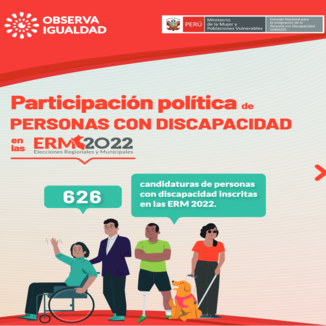 OBSERVA
IGUALDAD
PERÚ
Ministerio
de la Mujer y
Poblaciones Vulnerables
Participación política de
PERSONAS CON DISCAPACIDAD
en
las
ERM2022
Elecciones Regionales y Municipales
626
candidaturas de personas
con discapacidad inscritas
en las ERM 2022.